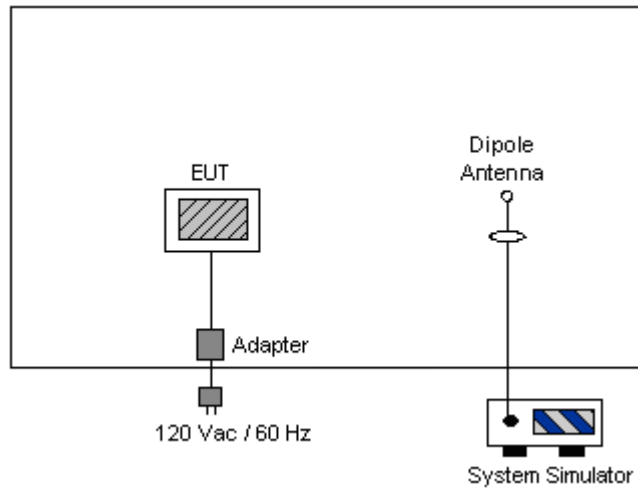 Dipole
Antenna
EUT
Adapter
120 Vac / 60 Hz
System Simulator